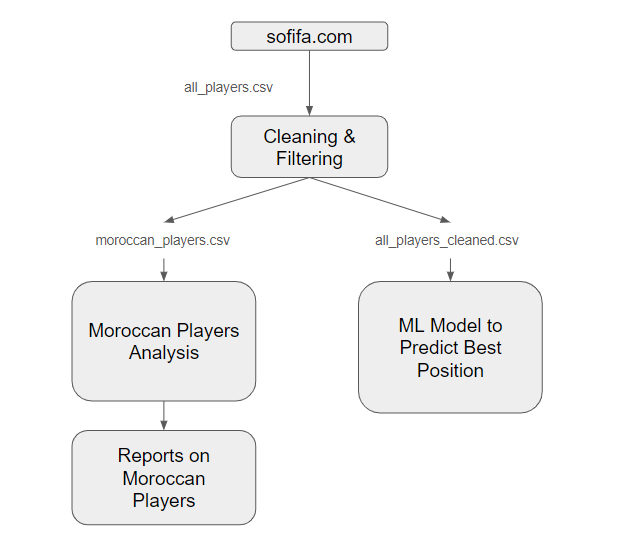 sofifa.com
all_players.csv
Cleaning &
Filtering
moroccan_players.csv
all_players_cleaned.csv
Moroccan Players
Analysis
ML Model to
Predict Best
Position
Reports on
Moroccan
Players